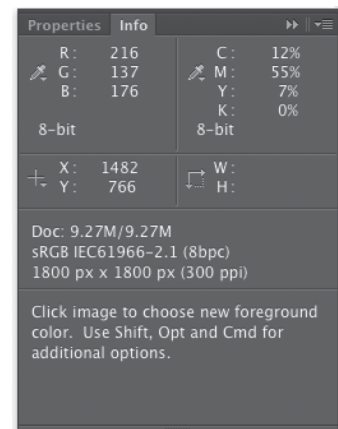 Properties Info
R: 216 C: 12%
G: 137 M: 55%
B: 176 Y: 7%
K: 0%
8-bit 8-bit
X: 1482 W:
Y: 766 H:
Doc: 9.27M/9.27M
sRGB IEC61966-2.1 (8bpc)
1800 px x 1800 px (300 ppi)
Click image to choose new foreground
color. Use Shift, Opt and Cmd for
additional options.